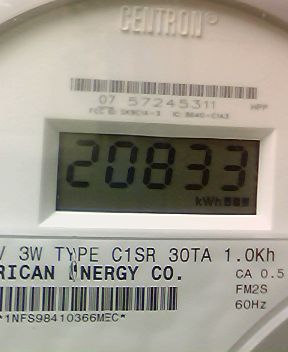 CENTRON®
07 57245311
HPP
20833
kWh
V 3W TYPE C1SR 30TA 1.0Kh
RICAN ENERGY CO.
CA 0.5
FM2S
60Hz
*1NFS98410366MEC*